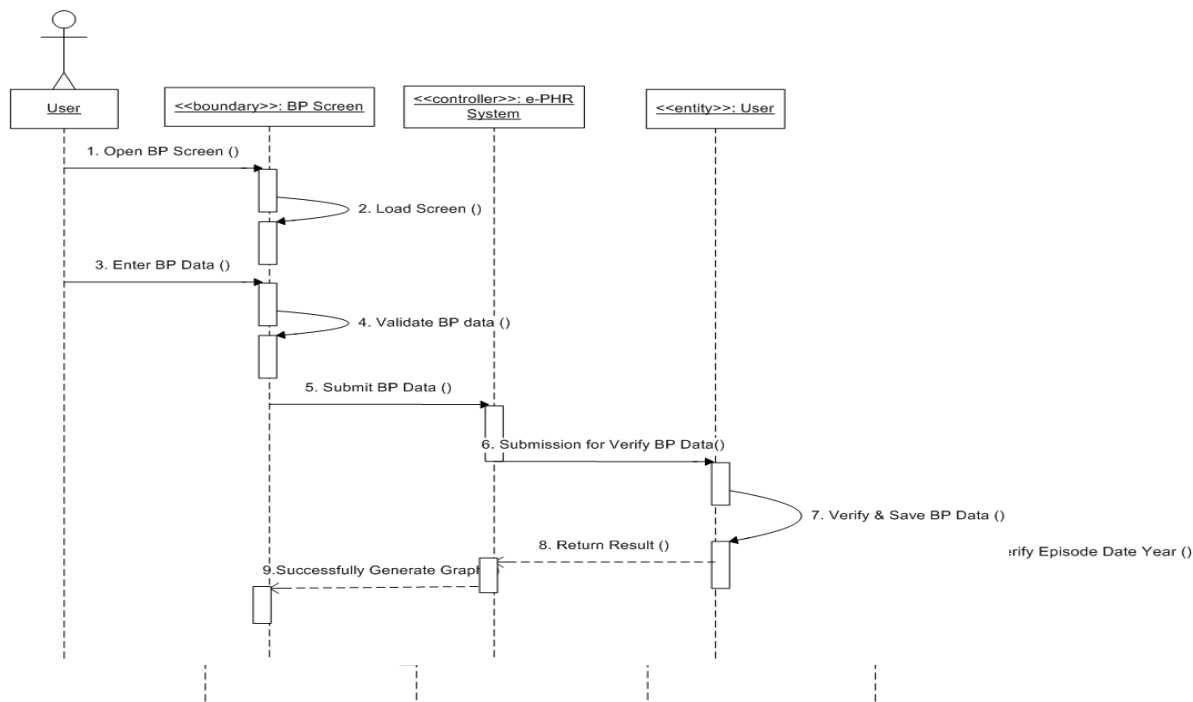 User
<<boundary>>: BP Screen
<<controller>>: e-PHR
System
<<entity>>: User
1. Open BP Screen ()
2. Load Screen ()
3. Enter BP Data ()
4. Validate BP data ()
5. Submit BP Data ()
6. Submission for Verify BP Data()
7. Verify & Save BP Data ()
8. Return Result ()
erify Episode Date Year ()
9.Successfully Generate Graph